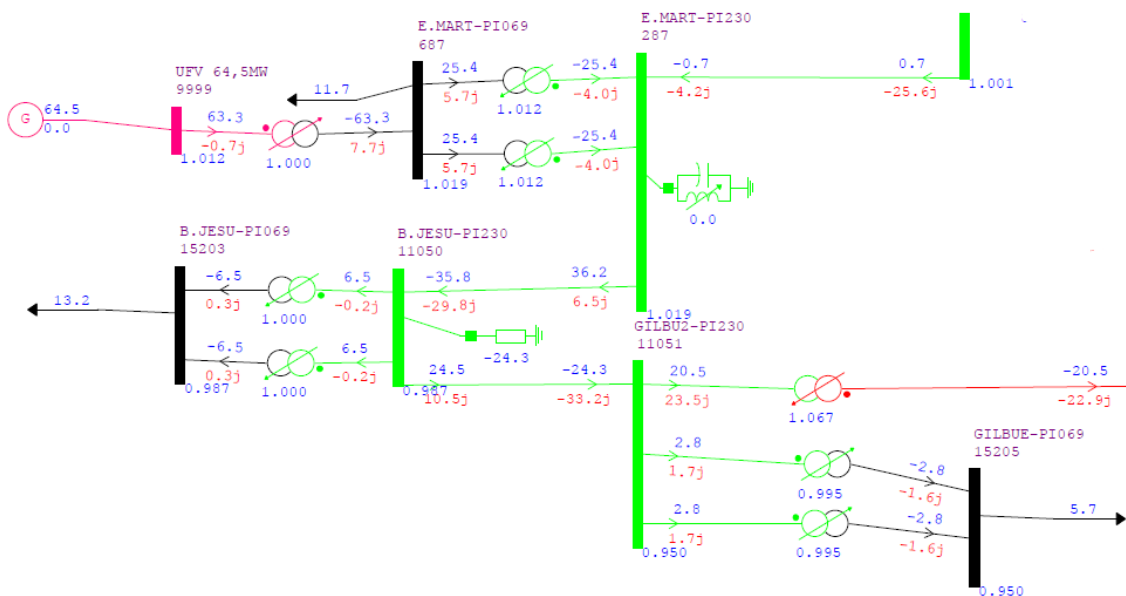 E.MART-PI069
687
E.MART-PI230
287
UFV 64,5MW
9999
25.4
5.7j
-25.4
-4.0j
-0.7
-4.2j
0.7
-25.6j
1.001
11.7
1.012
G
64.5
0.0
63.3
-0.7j
-63.3
7.7j
1.000
1.012
25.4
5.7j
-25.4
-4.0j
1.012
1.019
0.0
B.JESU-PI069
15203
B.JESU-PI230
11050
-6.5
0.3j
6.5
-0.2j
-35.8
-29.8j
36.2
6.5j
1.019
13.2
1.000
GILBU2-PI230
11051
-6.5
0.3j
6.5
-0.2j
-24.3
1.000
0.987
0.987
24.5
10.5j
-24.3
-33.2j
20.5
23.5j
1.067
-20.5
-22.9j
GILBUE-PI069
15205
2.8
1.7j
0.995
-2.8
-1.6j
5.7
2.8
1.7j
0.995
-2.8
-1.6j
0.950
0.950